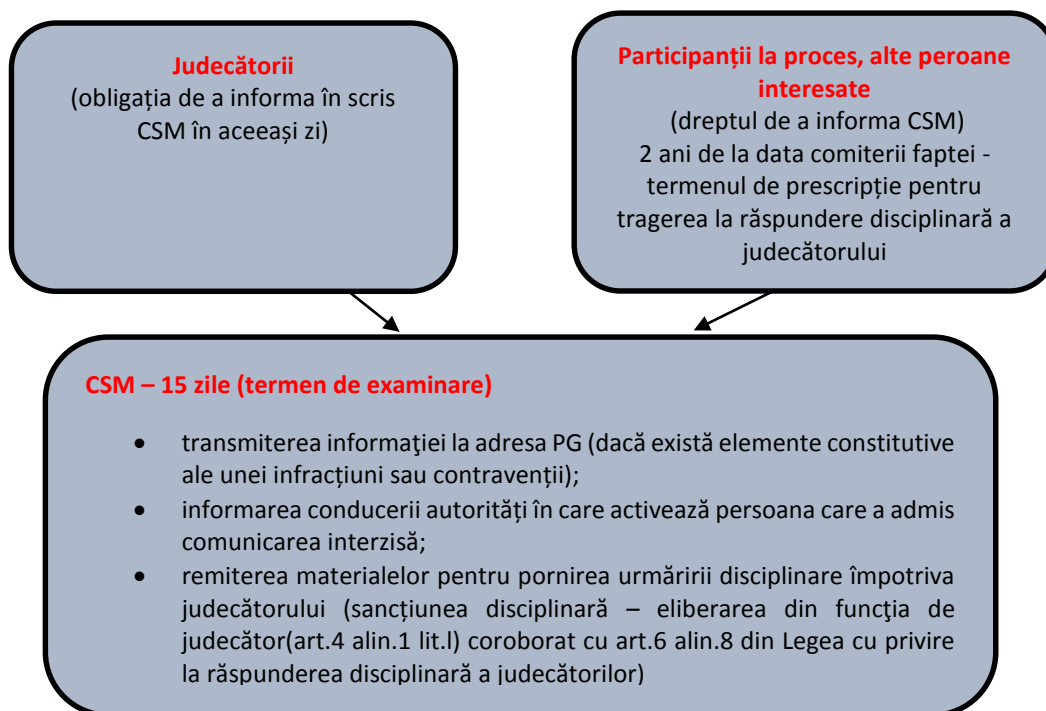 Judecătorii
(obligația de a informa în scris
CSM în aceeași zi)
Participanții la proces, alte peroane
interesate
(dreptul de a informa CSM)
2 ani de la data comiterii faptei -
termenul de prescripție pentru
tragerea la răspundere disciplinară a
judecătorului
CSM – 15 zile (termen de examinare)
• transmiterea informaţiei la adresa PG (dacă există elemente constitutive
ale unei infracțiuni sau contravenții);
• informarea conducerii autorități în care activează persoana care a admis
comunicarea interzisă;
• remiterea materialelor pentru pornirea urmăririi disciplinare împotriva
judecătorului (sancțiunea disciplinară – eliberarea din funcţia de
judecător(art.4 alin.1 lit.l) coroborat cu art.6 alin.8 din Legea cu privire
la răspunderea disciplinară a judecătorilor)